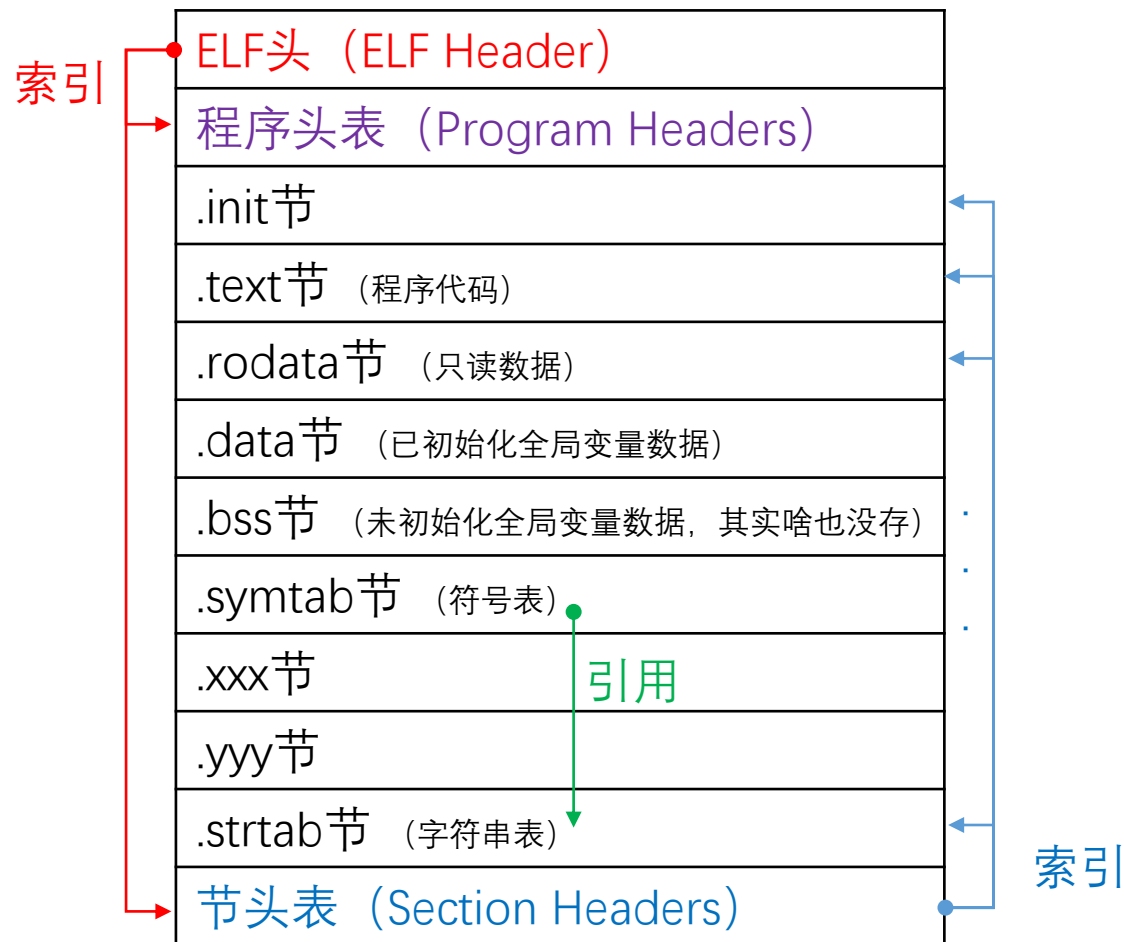 索引
ELF头（ELF Header）
程序头表（Program Headers）
.init节
.text节（程序代码）
.rodata节（只读数据）
.data节（已初始化全局变量数据）
.bss节（未初始化全局变量数据，其实啥也没存）
.symtab节（符号表）
.xxx节
引用
.yyy节
.strtab节（字符串表）
索引
节头表（Section Headers）